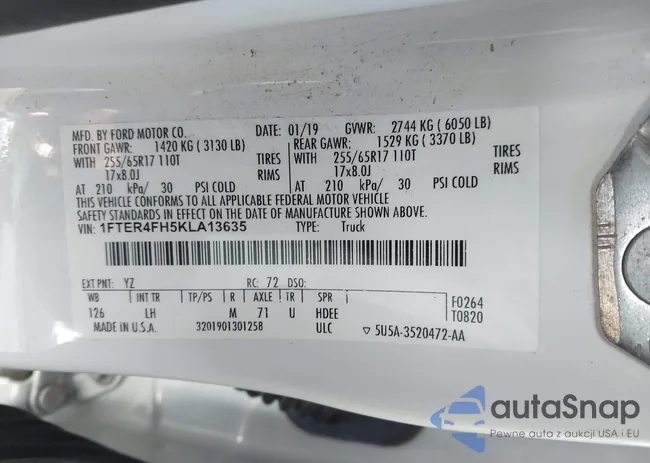 MFD. BY FORD MOTOR CO. DATE: 01/19 GVWR: 2744 KG ( 6050 LB)
FRONT GAWR: 1420 KG ( 3130 LB) REAR GAWR: 1529 KG ( 3370 LB)
WITH 255/65R17 110T TIRES WITH 255/65R17 110T TIRES
17x8.0J RIMS 17x8.0J RIMS
AT 210 kPa/ 30 PSI COLD AT 210 kPa/ 30 PSI COLD
THIS VEHICLE CONFORMS TO ALL APPLICABLE FEDERAL MOTOR VEHICLE
SAFETY STANDARDS IN EFFECT ON THE DATE OF MANUFACTURE SHOWN ABOVE.
VIN: 1FTER4FH5KLA13635 TYPE: Truck
EXT PNT: YZ RC: 72 DSO:
WB INT TR TP/PS R AXLE TR SPR F0264
126 LH M 71 U HDEE T0820
MADE IN U.S.A. 3201901301258 ULC ▽ 5U5A-3520472-AA
autaSnap
Pewne auta z aukcji USA i EU